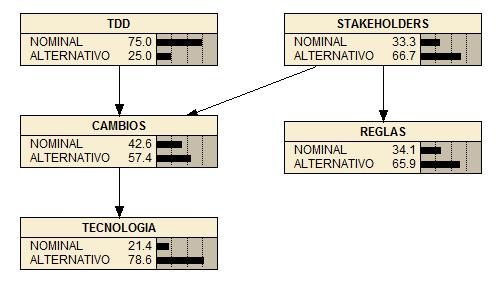 TDD
NOMINAL 75.0
ALTERNATIVO 25.0
STAKEHOLDERS
NOMINAL 33.3
ALTERNATIVO 66.7
CAMBIOS
NOMINAL 42.6
ALTERNATIVO 57.4
REGLAS
NOMINAL 34.1
ALTERNATIVO 65.9
TECNOLOGIA
NOMINAL 21.4
ALTERNATIVO 78.6